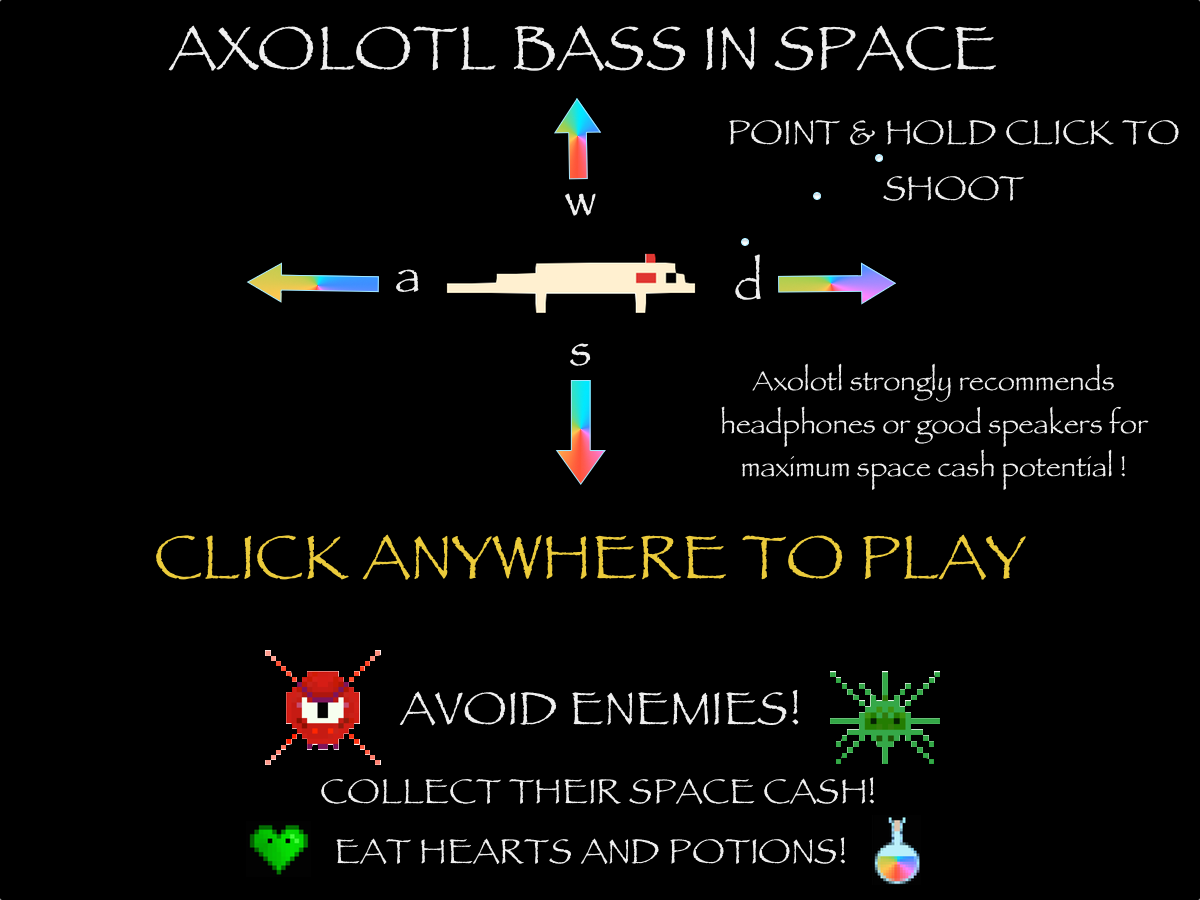 AXOLOTL BASS IN SPACE
POINT & HOLD CLICK TO
SHOOT
w
a
d
s
Axolotl strongly recommends
headphones or good speakers for
maximum space cash potential !
CLICK ANYWHERE TO PLAY
AVOID ENEMIES!
COLLECT THEIR SPACE CASH!
EAT HEARTS AND POTIONS!